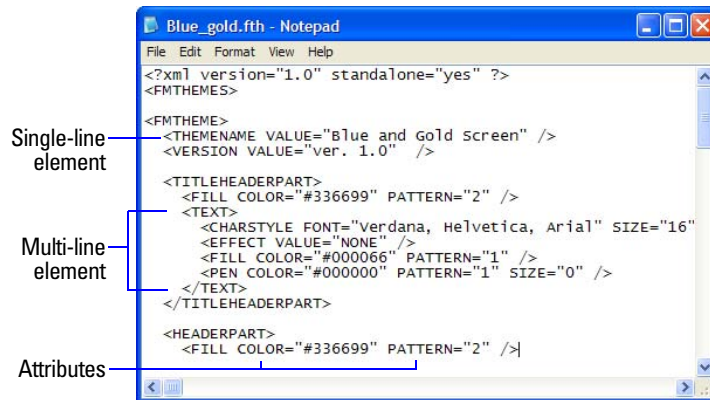 Blue_gold.fth - Notepad
File Edit Format View Help
<?xml version="1.0" standalone="yes" ?>
<FMTHEMES>
<FMTHEME>
Single-line element
<THEMENAME VALUE="Blue and Gold Screen" />
<VERSION VALUE="ver. 1.0"  />
<TITLEHEADERPART>
<FILL COLOR="#336699" PATTERN="2" />
Multi-line element
<TEXT>
<CHARSTYLE FONT="Verdana, Helvetica, Arial" SIZE="16"
<EFFECT VALUE="NONE" />
<FILL COLOR="#000066" PATTERN="1" />
<PEN COLOR="#000000" PATTERN="1" SIZE="0" />
</TEXT>
</TITLEHEADERPART>
<HEADERPART>
<FILL COLOR="#336699" PATTERN="2" />
Attributes